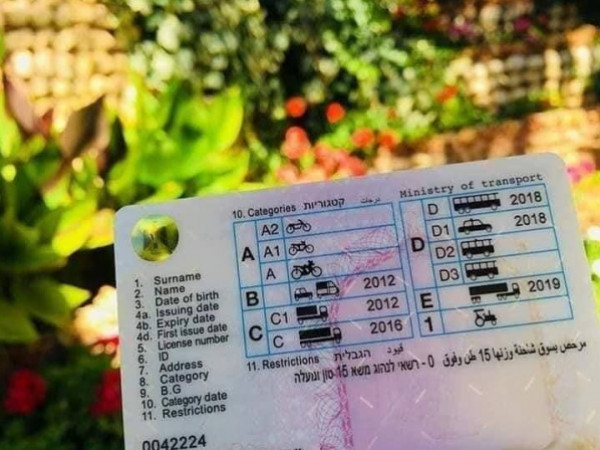 10. Categories קטגוריות درجات
Ministry of transport
A2
A A1
A
B 2012
C C1 2012
C 2016
D 2018
D D1 2018
D2
D3
E 2019
1
1. Surname
2. Name
3. Date of birth
4a. Issuing date
4b. Expiry date
4d. First issue date
5. License number
6. ID
7. Address
8. Category
9. B.G
10. Category date
11. Restrictions
11. Restrictions הגבלית قيود
0 - רשאי לנהוג משא 15 טון ומעלה مرخص بسوق شاحنة وزنها 15 طن وفوق
0042224